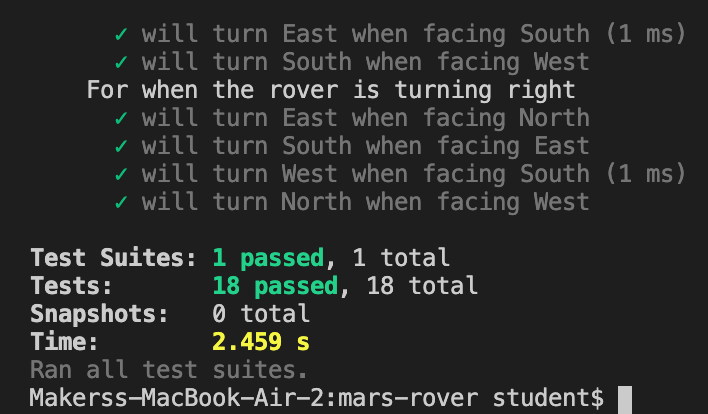 ✓ will turn East when facing South (1 ms)
✓ will turn South when facing West
For when the rover is turning right
✓ will turn East when facing North
✓ will turn South when facing East
✓ will turn West when facing South (1 ms)
✓ will turn North when facing West
Test Suites: 1 passed, 1 total
Tests: 18 passed, 18 total
Snapshots: 0 total
Time: 2.459 s
Ran all test suites.
Makerss-MacBook-Air-2:mars-rover student$